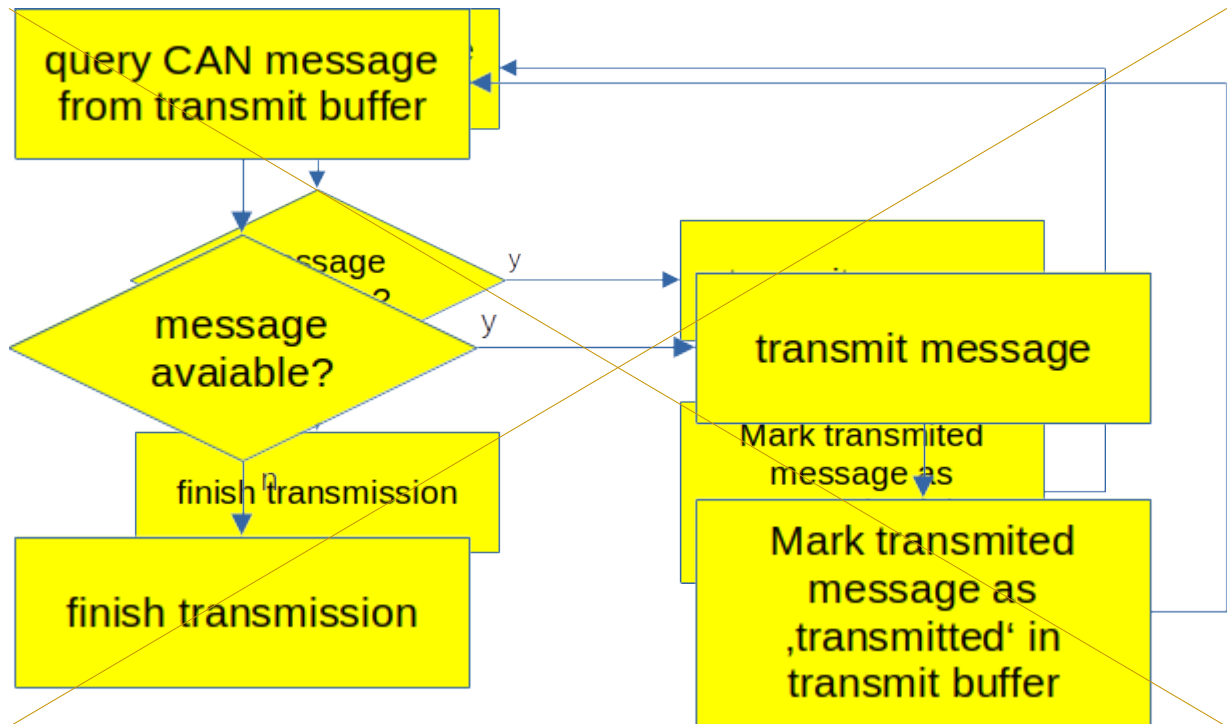 query CAN message
from transmit buffer
ssage
?
y
message
avaiable?
y
transmit message
n
finish transmission
Mark transmited
message as
finish transmission
Mark transmited
message as
‚transmitted‘ in
transmit buffer